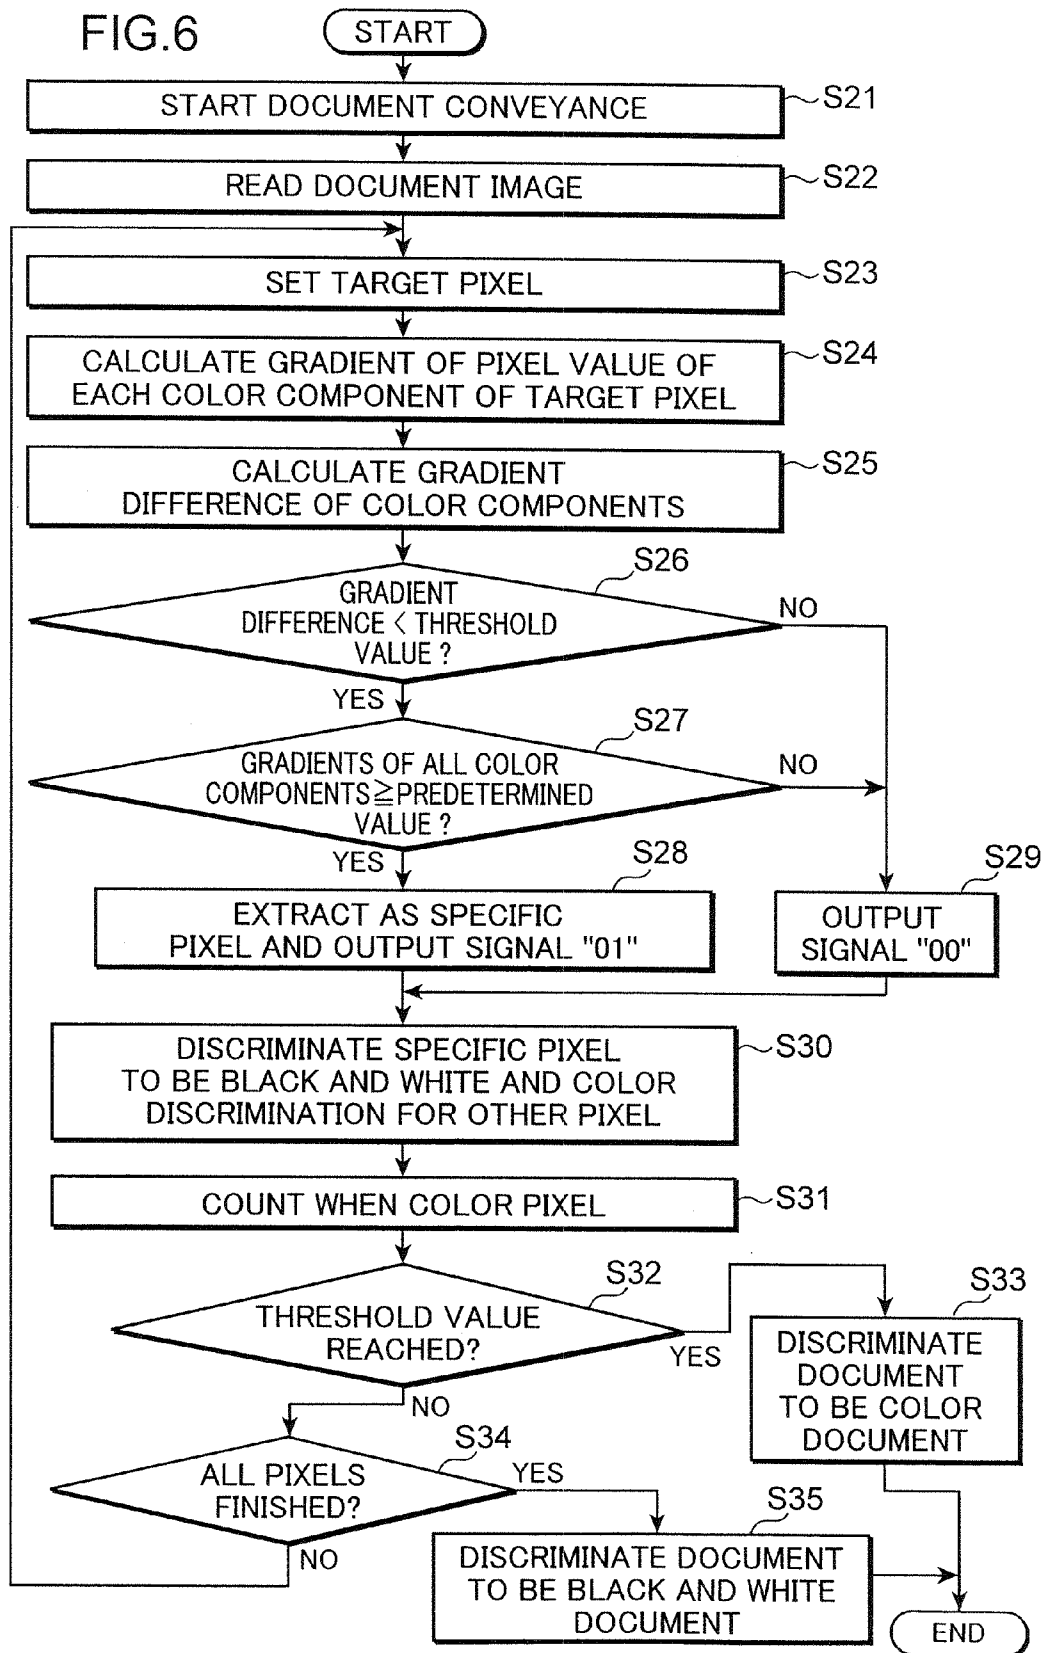 FIG.6
START
START DOCUMENT CONVEYANCE
S21
READ DOCUMENT IMAGE
S22
SET TARGET PIXEL
S23
CALCULATE GRADIENT OF PIXEL VALUE OF
EACH COLOR COMPONENT OF TARGET PIXEL
S24
CALCULATE GRADIENT
DIFFERENCE OF COLOR COMPONENTS
S25
S26
GRADIENT
DIFFERENCE < THRESHOLD
VALUE ?
NO
YES
S27
GRADIENTS OF ALL COLOR
COMPONENTS≧PREDETERMINED
VALUE ?
NO
YES
S28
EXTRACT AS SPECIFIC
PIXEL AND OUTPUT SIGNAL "01"
S29
OUTPUT
SIGNAL "00"
DISCRIMINATE SPECIFIC PIXEL
TO BE BLACK AND WHITE AND COLOR
DISCRIMINATION FOR OTHER PIXEL
S30
COUNT WHEN COLOR PIXEL
S31
S32
THRESHOLD VALUE
REACHED?
YES
NO
S33
DISCRIMINATE
DOCUMENT
TO BE COLOR
DOCUMENT
S34
ALL PIXELS
FINISHED?
YES
NO
S35
DISCRIMINATE DOCUMENT
TO BE BLACK AND WHITE
DOCUMENT
END